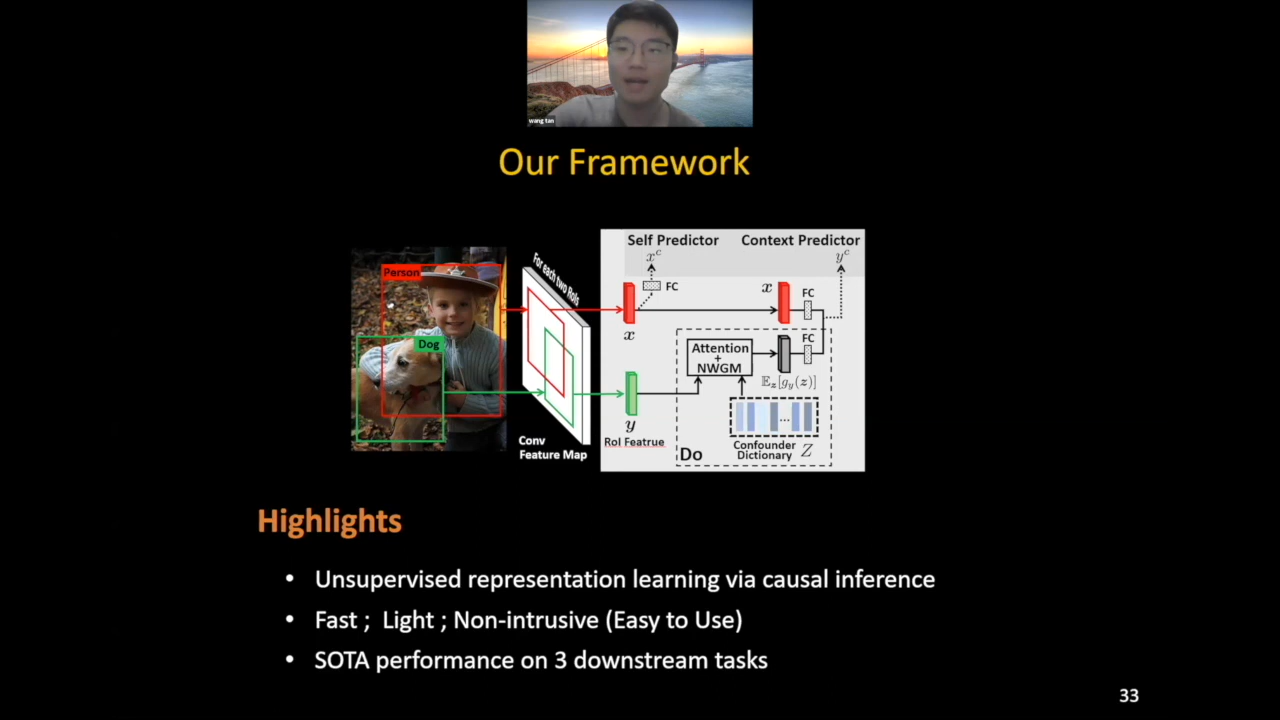 wang tan
Our Framework
Self Predictor
Context Predictor
x^c
y^c
For each two RoIs
Person
FC
x
FC
Dog
x
Attention
+
NWGM
FC
𝔼_z[g_y(z)]
y
RoI Featrue
Conv
Feature Map
...
Confounder
Dictionary Z
Do
Highlights
• Unsupervised representation learning via causal inference
• Fast ; Light ; Non-intrusive (Easy to Use)
• SOTA performance on 3 downstream tasks
33